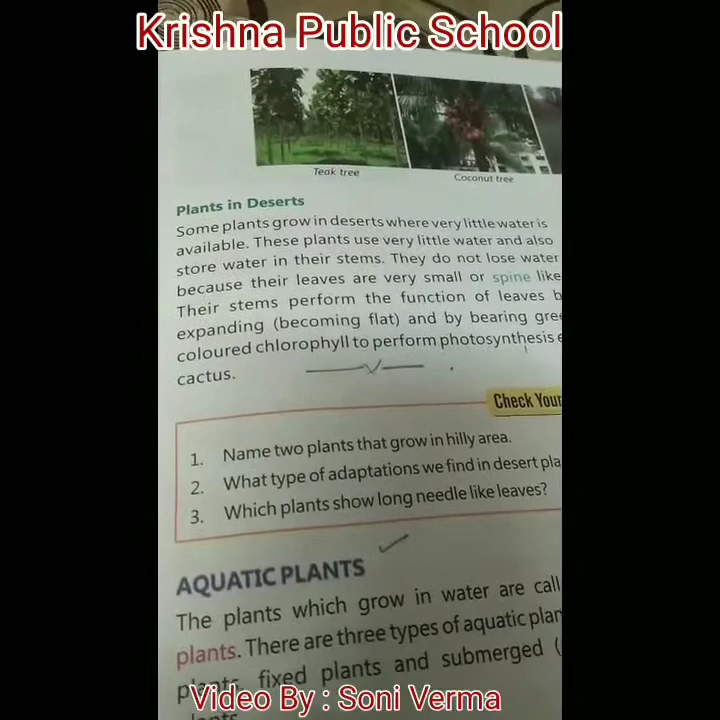 Krishna Public School
Teak tree
Coconut tree
Plants in Deserts
Some plants grow in deserts where very little water is
available. These plants use very little water and also
store water in their stems. They do not lose water
because their leaves are very small or spine like
Their stems perform the function of leaves b
expanding (becoming flat) and by bearing gree
coloured chlorophyll to perform photosynthesis e
cactus.
Check Your
1. Name two plants that grow in hilly area.
2. What type of adaptations we find in desert pla
3. Which plants show long needle like leaves?
AQUATIC PLANTS
The plants which grow in water are call
plants. There are three types of aquatic plan
plants, fixed plants and submerged (
Video By : Soni Verma